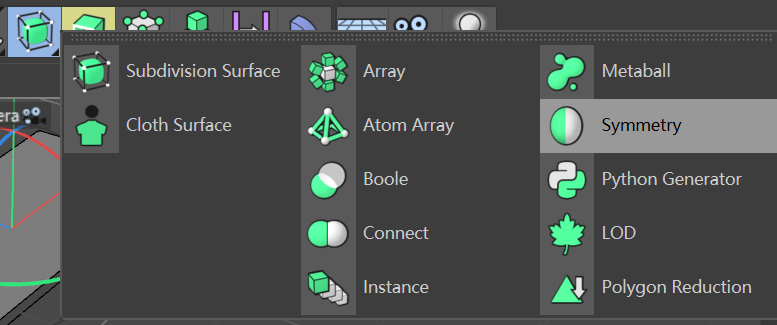 Subdivision Surface
Array
Metaball
era
Cloth Surface
Atom Array
Symmetry
Boole
Python Generator
Connect
LOD
Instance
Polygon Reduction